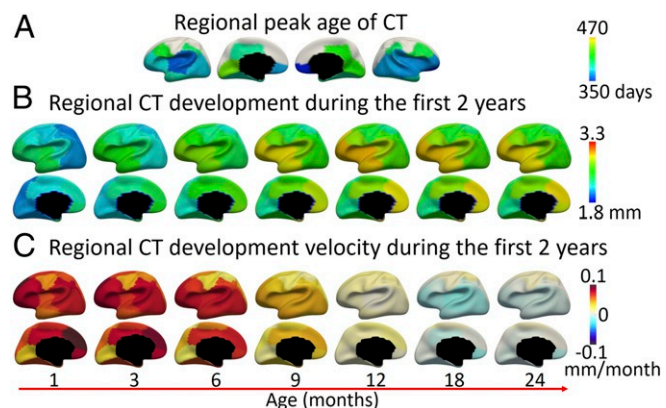 A Regional peak age of CT
470
350 days
B Regional CT development during the first 2 years
3.3
1.8 mm
C Regional CT development velocity during the first 2 years
0.1
0
-0.1
mm/month
1 3 6 9 12 18 24
Age (months)